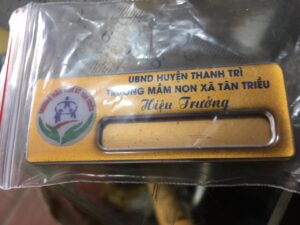 UBND HUYỆN THANH TRÌ
TRƯỜNG MẦM NON XÃ TÂN TRIỀU
Hiệu Trưởng